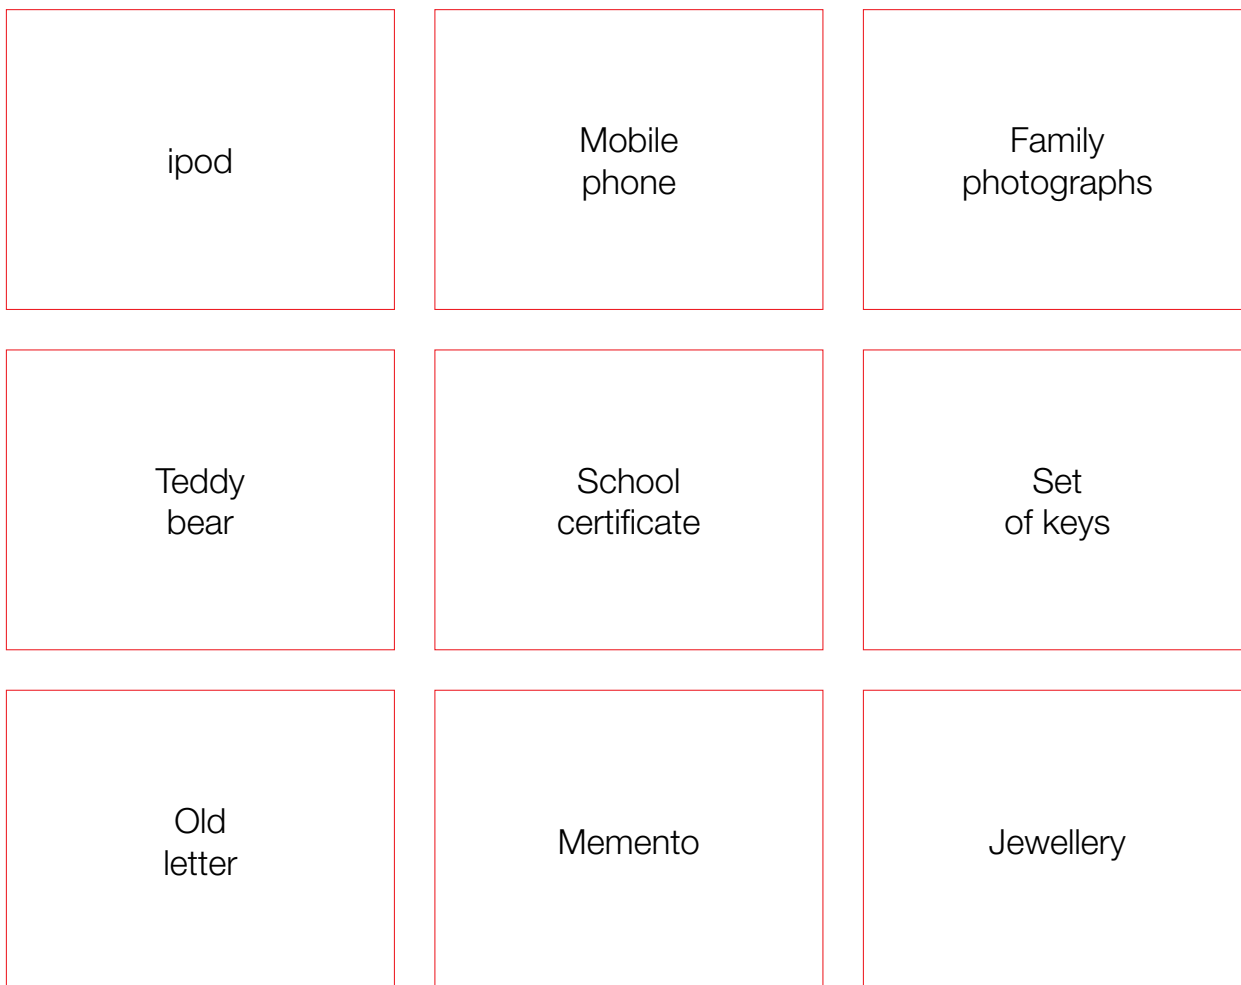 ipod
Mobile
phone
Family
photographs
Teddy
bear
School
certificate
Set
of keys
Old
letter
Memento
Jewellery